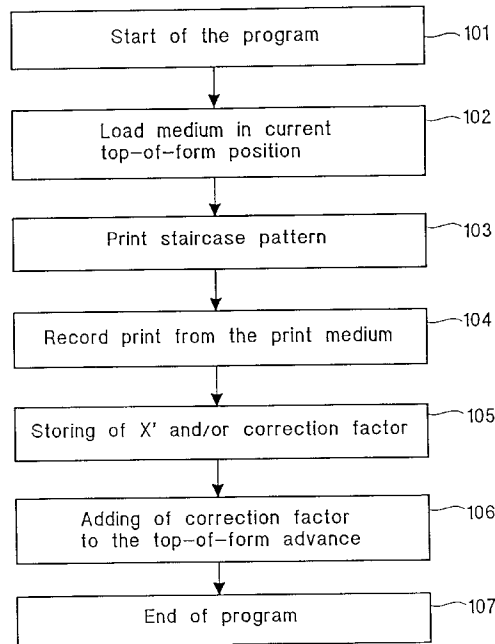 Start of the program
101
Load medium in current
top-of-form position
102
Print staircase pattern
103
Record print from the print medium
104
Storing of X' and/or correction factor
105
Adding of correction factor
to the top-of-form advance
106
End of program
107